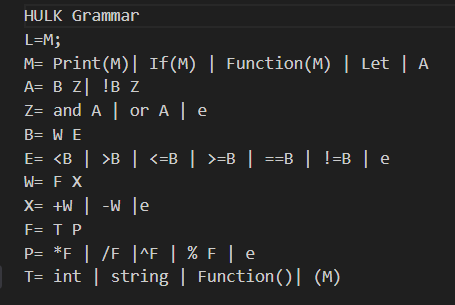 HULK Grammar
L=M;
M= Print(M)| If(M) | Function(M) | Let | A
A= B Z| !B Z
Z= and A | or A | e
B= W E
E= <B | >B | <=B | >=B | ==B | !=B | e
W= F X
X= +W | -W |e
F= T P
P= *F | /F |^F | % F | e
T= int | string | Function()| (M)